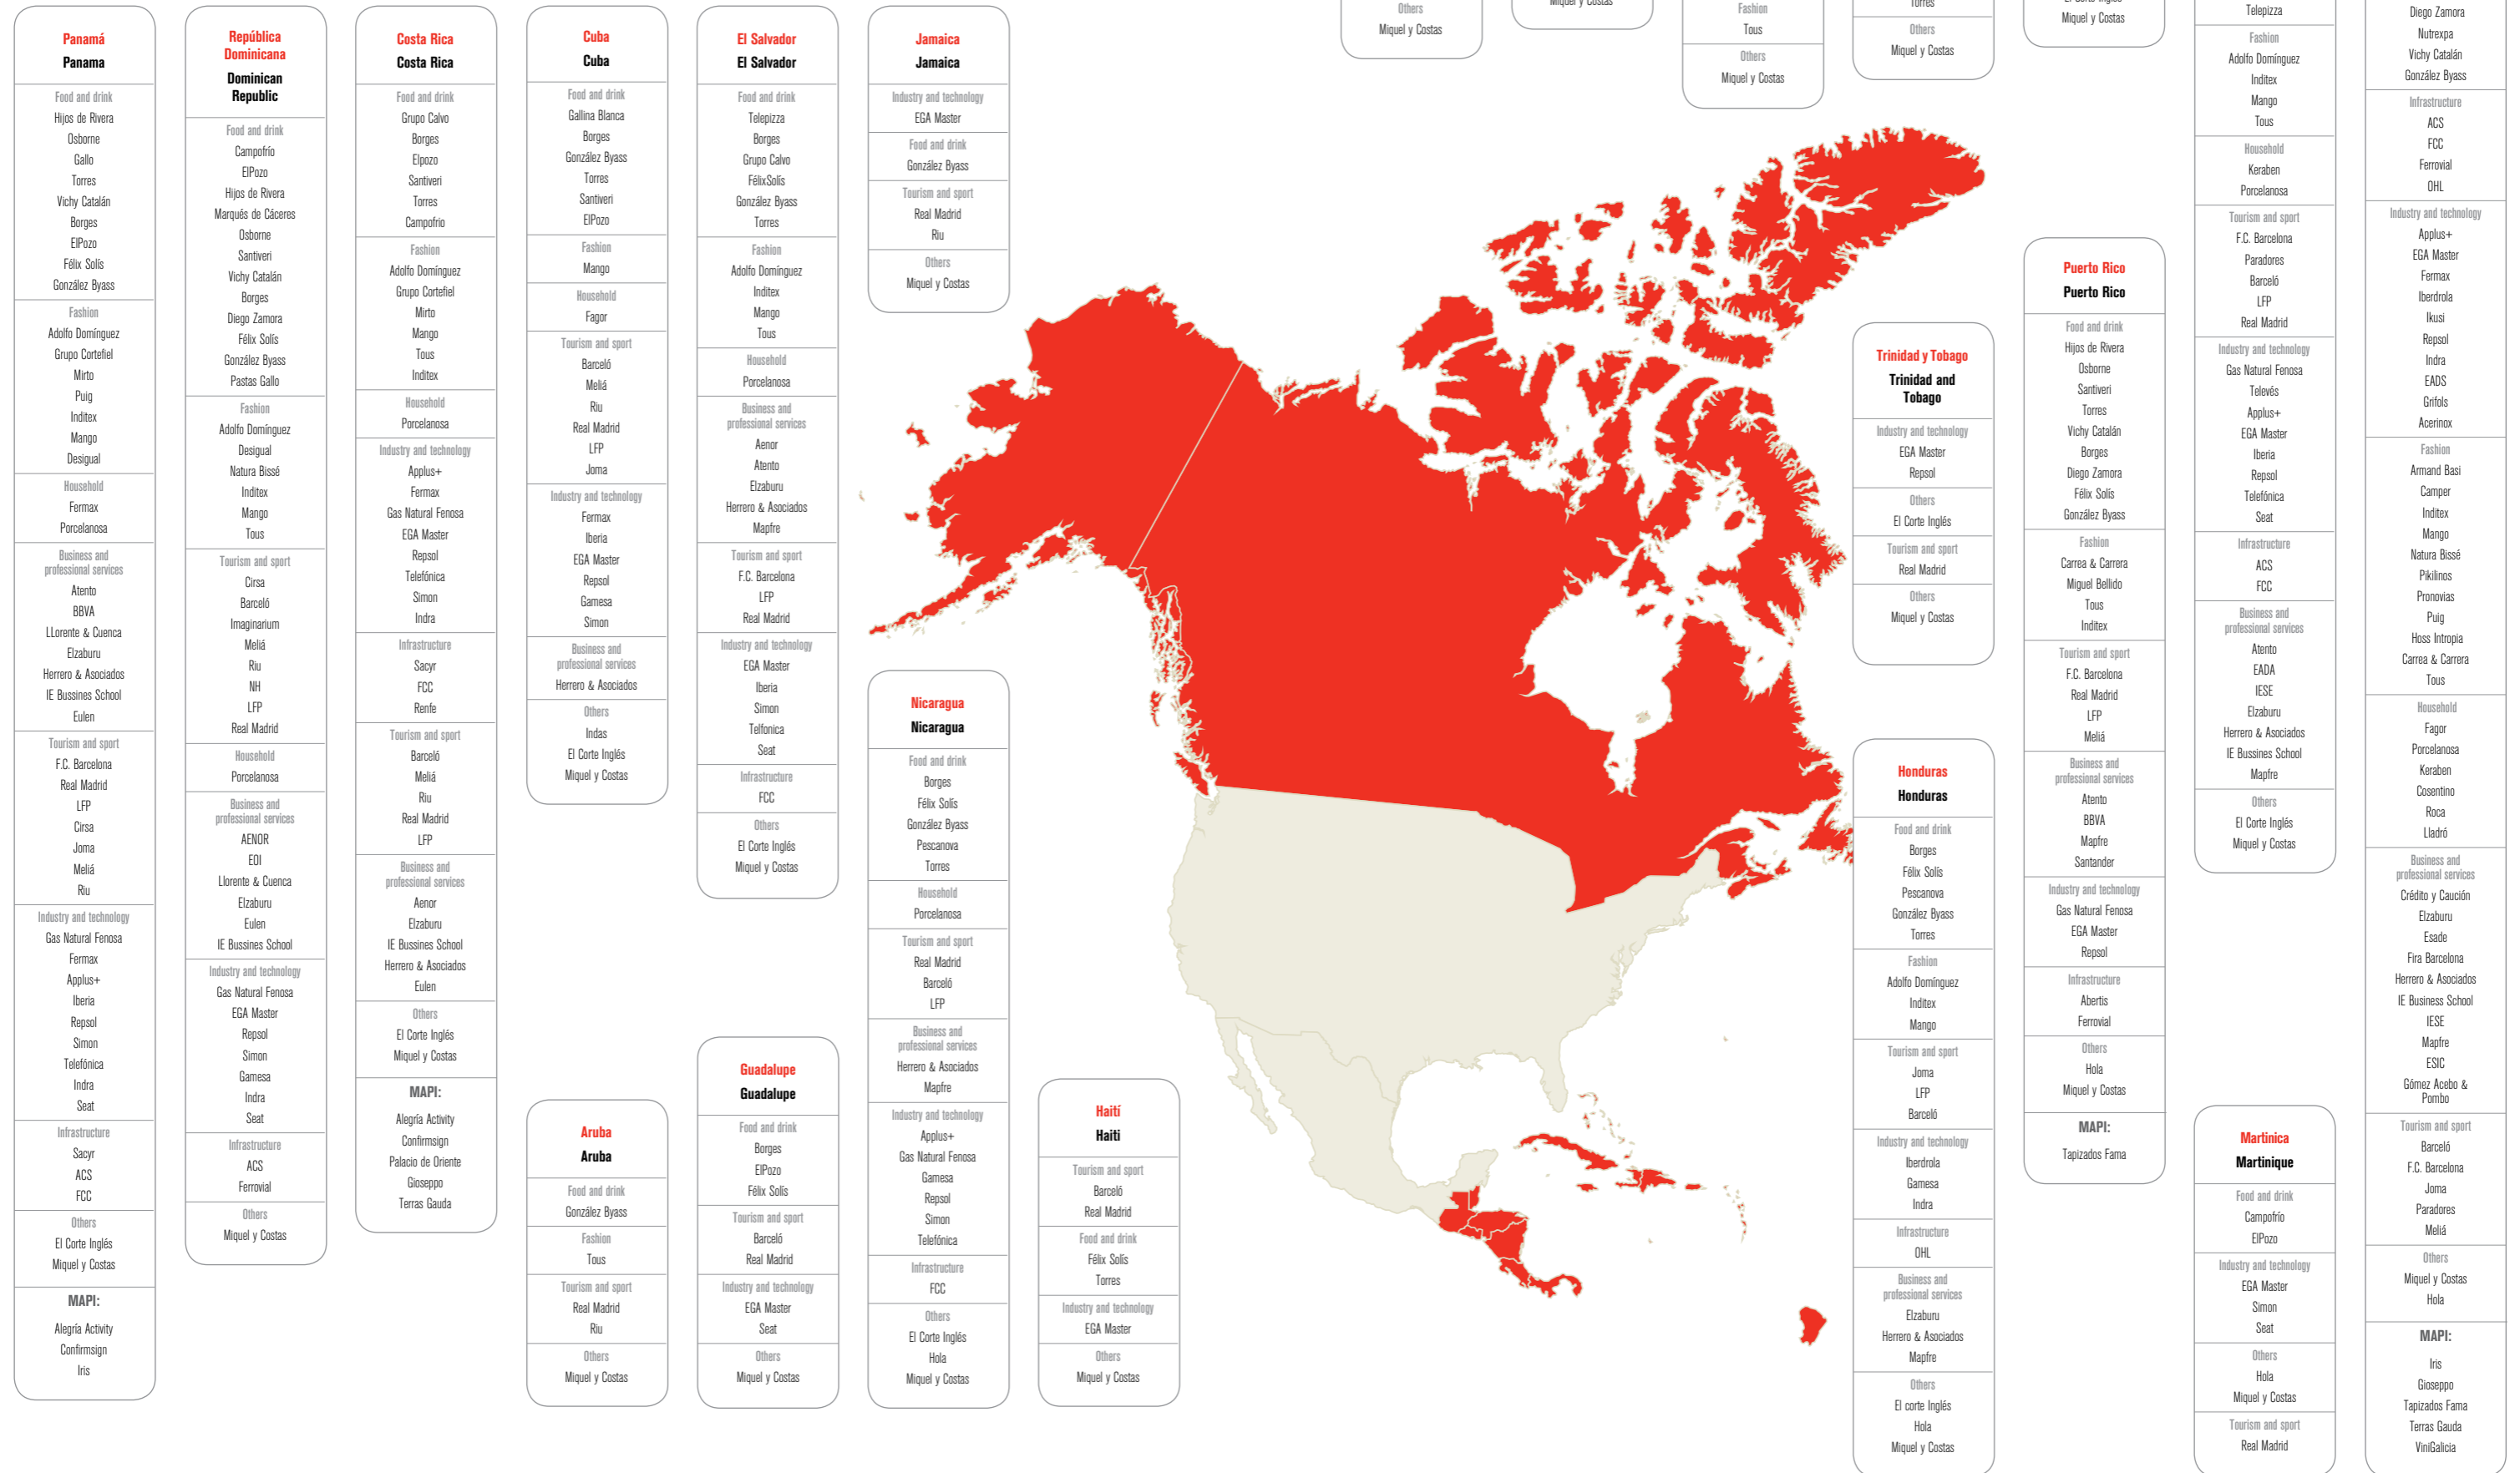 Panamá
Panama
Food and drink
Hijos de Rivera
Osborne
Gallo
Torres
Vichy Catalán
Borges
ElPozo
Félix Solís
González Byass
Fashion
Adolfo Domínguez
Grupo Cortefiel
Mirto
Puig
Inditex
Mango
Desigual
Household
Fermax
Porcelanosa
Business and
professional services
Atento
BBVA
LLorente & Cuenca
Elzaburu
Herrero & Asociados
IE Bussines School
Eulen
Tourism and sport
F.C. Barcelona
Real Madrid
LFP
Cirsa
Joma
Meliá
Riu
Industry and technology
Gas Natural Fenosa
Fermax
Applus+
Iberia
Repsol
Simon
Telefónica
Indra
Seat
Infrastructure
Sacyr
ACS
FCC
Others
El Corte Inglés
Miquel y Costas
MAPI:
Alegría Activity
Confirmsign
Iris
República
Dominicana
Dominican
Republic
Food and drink
Campofrío
ElPozo
Hijos de Rivera
Marqués de Cáceres
Osborne
Santiveri
Vichy Catalán
Borges
Diego Zamora
Félix Solís
González Byass
Pastas Gallo
Fashion
Adolfo Domínguez
Desigual
Natura Bissé
Inditex
Mango
Tous
Tourism and sport
Cirsa
Barceló
Imaginarium
Meliá
Riu
NH
LFP
Real Madrid
Household
Porcelanosa
Business and
professional services
AENOR
EOI
Llorente & Cuenca
Elzaburu
Eulen
IE Bussines School
Industry and technology
Gas Natural Fenosa
EGA Master
Repsol
Simon
Gamesa
Indra
Seat
Infrastructure
ACS
Ferrovial
Others
Miquel y Costas
Costa Rica
Costa Rica
Food and drink
Grupo Calvo
Borges
Elpozo
Santiveri
Torres
Campofrio
Fashion
Adolfo Domínguez
Grupo Cortefiel
Mirto
Mango
Tous
Inditex
Household
Porcelanosa
Industry and technology
Applus+
Fermax
Gas Natural Fenosa
EGA Master
Repsol
Telefónica
Simon
Indra
Infrastructure
Sacyr
FCC
Renfe
Tourism and sport
Barceló
Meliá
Riu
Real Madrid
LFP
Business and
professional services
Aenor
Elzaburu
IE Bussines School
Herrero & Asociados
Eulen
Others
El Corte Inglés
Miquel y Costas
MAPI:
Alegría Activity
Confirmsign
Palacio de Oriente
Gioseppo
Terras Gauda
Cuba
Cuba
Food and drink
Gallina Blanca
Borges
González Byass
Torres
Santiveri
ElPozo
Fashion
Mango
Household
Fagor
Tourism and sport
Barceló
Meliá
Riu
Real Madrid
LFP
Joma
Industry and technology
Fermax
Iberia
EGA Master
Repsol
Gamesa
Simon
Business and
professional services
Herrero & Asociados
Others
Indas
El Corte Inglés
Miquel y Costas
Aruba
Aruba
Food and drink
González Byass
Fashion
Tous
Tourism and sport
Real Madrid
Riu
Others
Miquel y Costas
El Salvador
El Salvador
Food and drink
Telepizza
Borges
Grupo Calvo
FélixSolís
González Byass
Torres
Fashion
Adolfo Domínguez
Inditex
Mango
Tous
Household
Porcelanosa
Business and
professional services
Aenor
Atento
Elzaburu
Herrero & Asociados
Mapfre
Tourism and sport
F.C. Barcelona
LFP
Real Madrid
Industry and technology
EGA Master
Iberia
Simon
Telfonica
Seat
Infrastructure
FCC
Others
El Corte Inglés
Miquel y Costas
Guadalupe
Guadalupe
Food and drink
Borges
ElPozo
Félix Solís
Tourism and sport
Barceló
Real Madrid
Industry and technology
EGA Master
Seat
Others
Miquel y Costas
Jamaica
Jamaica
Industry and technology
EGA Master
Food and drink
González Byass
Tourism and sport
Real Madrid
Riu
Others
Miquel y Costas
Nicaragua
Nicaragua
Food and drink
Borges
Félix Solís
González Byass
Pescanova
Torres
Household
Porcelanosa
Tourism and sport
Real Madrid
Barceló
LFP
Business and
professional services
Herrero & Asociados
Mapfre
Industry and technology
Applus+
Gas Natural Fenosa
Gamesa
Repsol
Simon
Telefónica
Infrastructure
FCC
Others
El Corte Inglés
Hola
Miquel y Costas
Haití
Haiti
Tourism and sport
Barceló
Real Madrid
Food and drink
Félix Solís
Torres
Industry and technology
EGA Master
Others
Miquel y Costas
Others
Miquel y Costas
Miquel y Costas
Fashion
Tous
Others
Miquel y Costas
Torres
Others
Miquel y Costas
Trinidad y Tobago
Trinidad and
Tobago
Industry and technology
EGA Master
Repsol
Others
El Corte Inglés
Tourism and sport
Real Madrid
Others
Miquel y Costas
Honduras
Honduras
Food and drink
Borges
Félix Solís
Pescanova
González Byass
Torres
Fashion
Adolfo Domínguez
Inditex
Mango
Tourism and sport
Joma
LFP
Barceló
Industry and technology
Iberdrola
Gamesa
Indra
Infrastructure
OHL
Business and
professional services
Elzaburu
Herrero & Asociados
Mapfre
Others
El corte Inglés
Hola
Miquel y Costas
El Corte Inglés
Miquel y Costas
Puerto Rico
Puerto Rico
Food and drink
Hijos de Rivera
Osborne
Santiveri
Torres
Vichy Catalán
Borges
Diego Zamora
Félix Solís
González Byass
Fashion
Carrea & Carrera
Miguel Bellido
Tous
Inditex
Tourism and sport
F.C. Barcelona
Real Madrid
LFP
Meliá
Business and
professional services
Atento
BBVA
Mapfre
Santander
Industry and technology
Gas Natural Fenosa
EGA Master
Repsol
Infrastructure
Abertis
Ferrovial
Others
Hola
Miquel y Costas
MAPI:
Tapizados Fama
Telepizza
Fashion
Adolfo Domínguez
Inditex
Mango
Tous
Household
Keraben
Porcelanosa
Tourism and sport
F.C. Barcelona
Paradores
Barceló
LFP
Real Madrid
Industry and technology
Gas Natural Fenosa
Televés
Applus+
EGA Master
Iberia
Repsol
Telefónica
Seat
Infrastructure
ACS
FCC
Business and
professional services
Atento
EADA
IESE
Elzaburu
Herrero & Asociados
IE Bussines School
Mapfre
Others
El Corte Inglés
Miquel y Costas
Martinica
Martinique
Food and drink
Campofrío
ElPozo
Industry and technology
EGA Master
Simon
Seat
Others
Hola
Miquel y Costas
Tourism and sport
Real Madrid
Diego Zamora
Nutrexpa
Vichy Catalán
González Byass
Infrastructure
ACS
FCC
Ferrovial
OHL
Industry and technology
Applus+
EGA Master
Fermax
Iberdrola
Ikusi
Repsol
Indra
EADS
Grifols
Acerinox
Fashion
Armand Basi
Camper
Inditex
Mango
Natura Bissé
Pikilinos
Pronovias
Puig
Hoss Intropia
Carrea & Carrera
Tous
Household
Fagor
Porcelanosa
Keraben
Cosentino
Roca
Lladró
Business and
professional services
Crédito y Caución
Elzaburu
Esade
Fira Barcelona
Herrero & Asociados
IE Business School
IESE
Mapfre
ESIC
Gómez Acebo &
Pombo
Tourism and sport
Barceló
F.C. Barcelona
Joma
Paradores
Meliá
Others
Miquel y Costas
Hola
MAPI:
Iris
Gioseppo
Tapizados Fama
Terras Gauda
ViniGalicia